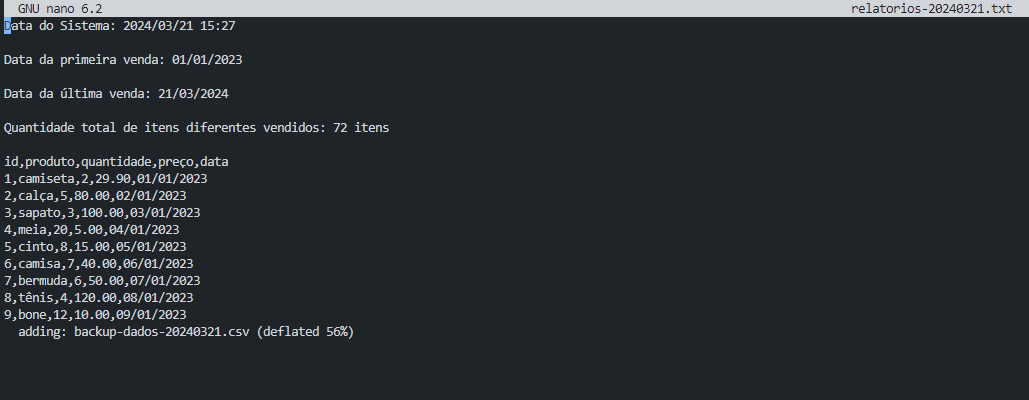 GNU nano 6.2 relatorios-20240321.txt
Data do Sistema: 2024/03/21 15:27
Data da primeira venda: 01/01/2023
Data da última venda: 21/03/2024
Quantidade total de itens diferentes vendidos: 72 itens
id,produto,quantidade,preço,data
1,camiseta,2,29.90,01/01/2023
2,calça,5,80.00,02/01/2023
3,sapato,3,100.00,03/01/2023
4,meia,20,5.00,04/01/2023
5,cinto,8,15.00,05/01/2023
6,camisa,7,40.00,06/01/2023
7,bermuda,6,50.00,07/01/2023
8,tênis,4,120.00,08/01/2023
9,bone,12,10.00,09/01/2023
adding: backup-dados-20240321.csv (deflated 56%)